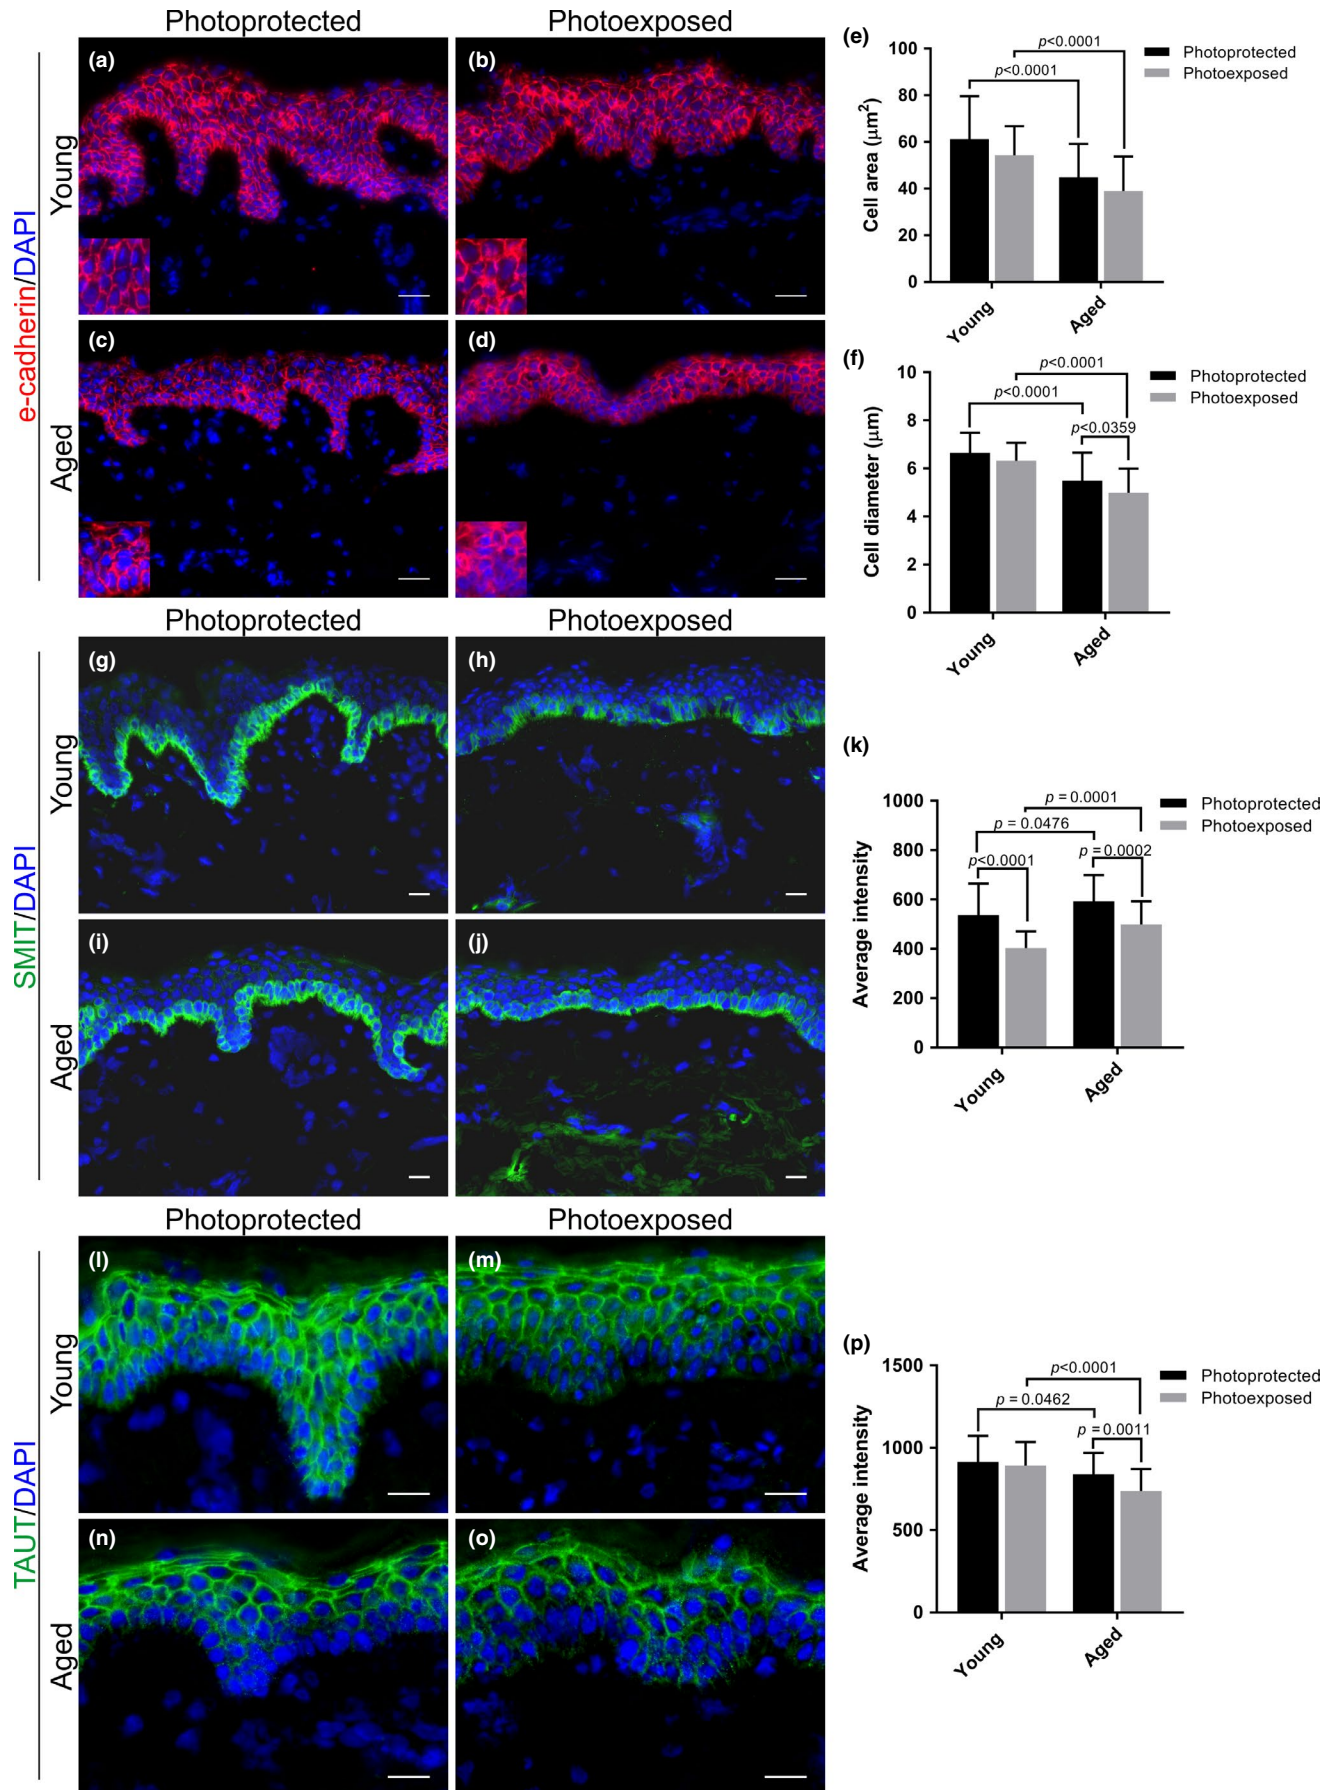 Photoprotected Photoexposed
e-cadherin/DAPI
Young
Aged
(a)
(b)
(c)
(d)
(e)
100
80
60
40
20
0
Cell area (μm²)
p<0.0001
p<0.0001
Photoprotected
Photoexposed
Young Aged
(f)
10
8
6
4
2
0
Cell diameter (μm)
p<0.0001
p<0.0001
p<0.0359
Photoprotected
Photoexposed
Young Aged
Photoprotected Photoexposed
SMIT/DAPI
Young
Aged
(g)
(h)
(i)
(j)
(k)
1000
800
600
400
200
0
Average intensity
p = 0.0001
p = 0.0476
p<0.0001
p = 0.0002
Photoprotected
Photoexposed
Young Aged
Photoprotected Photoexposed
TAUT/DAPI
Young
Aged
(l)
(m)
(n)
(o)
(p)
1500
1000
500
0
Average intensity
p<0.0001
p = 0.0462
p = 0.0011
Photoprotected
Photoexposed
Young Aged